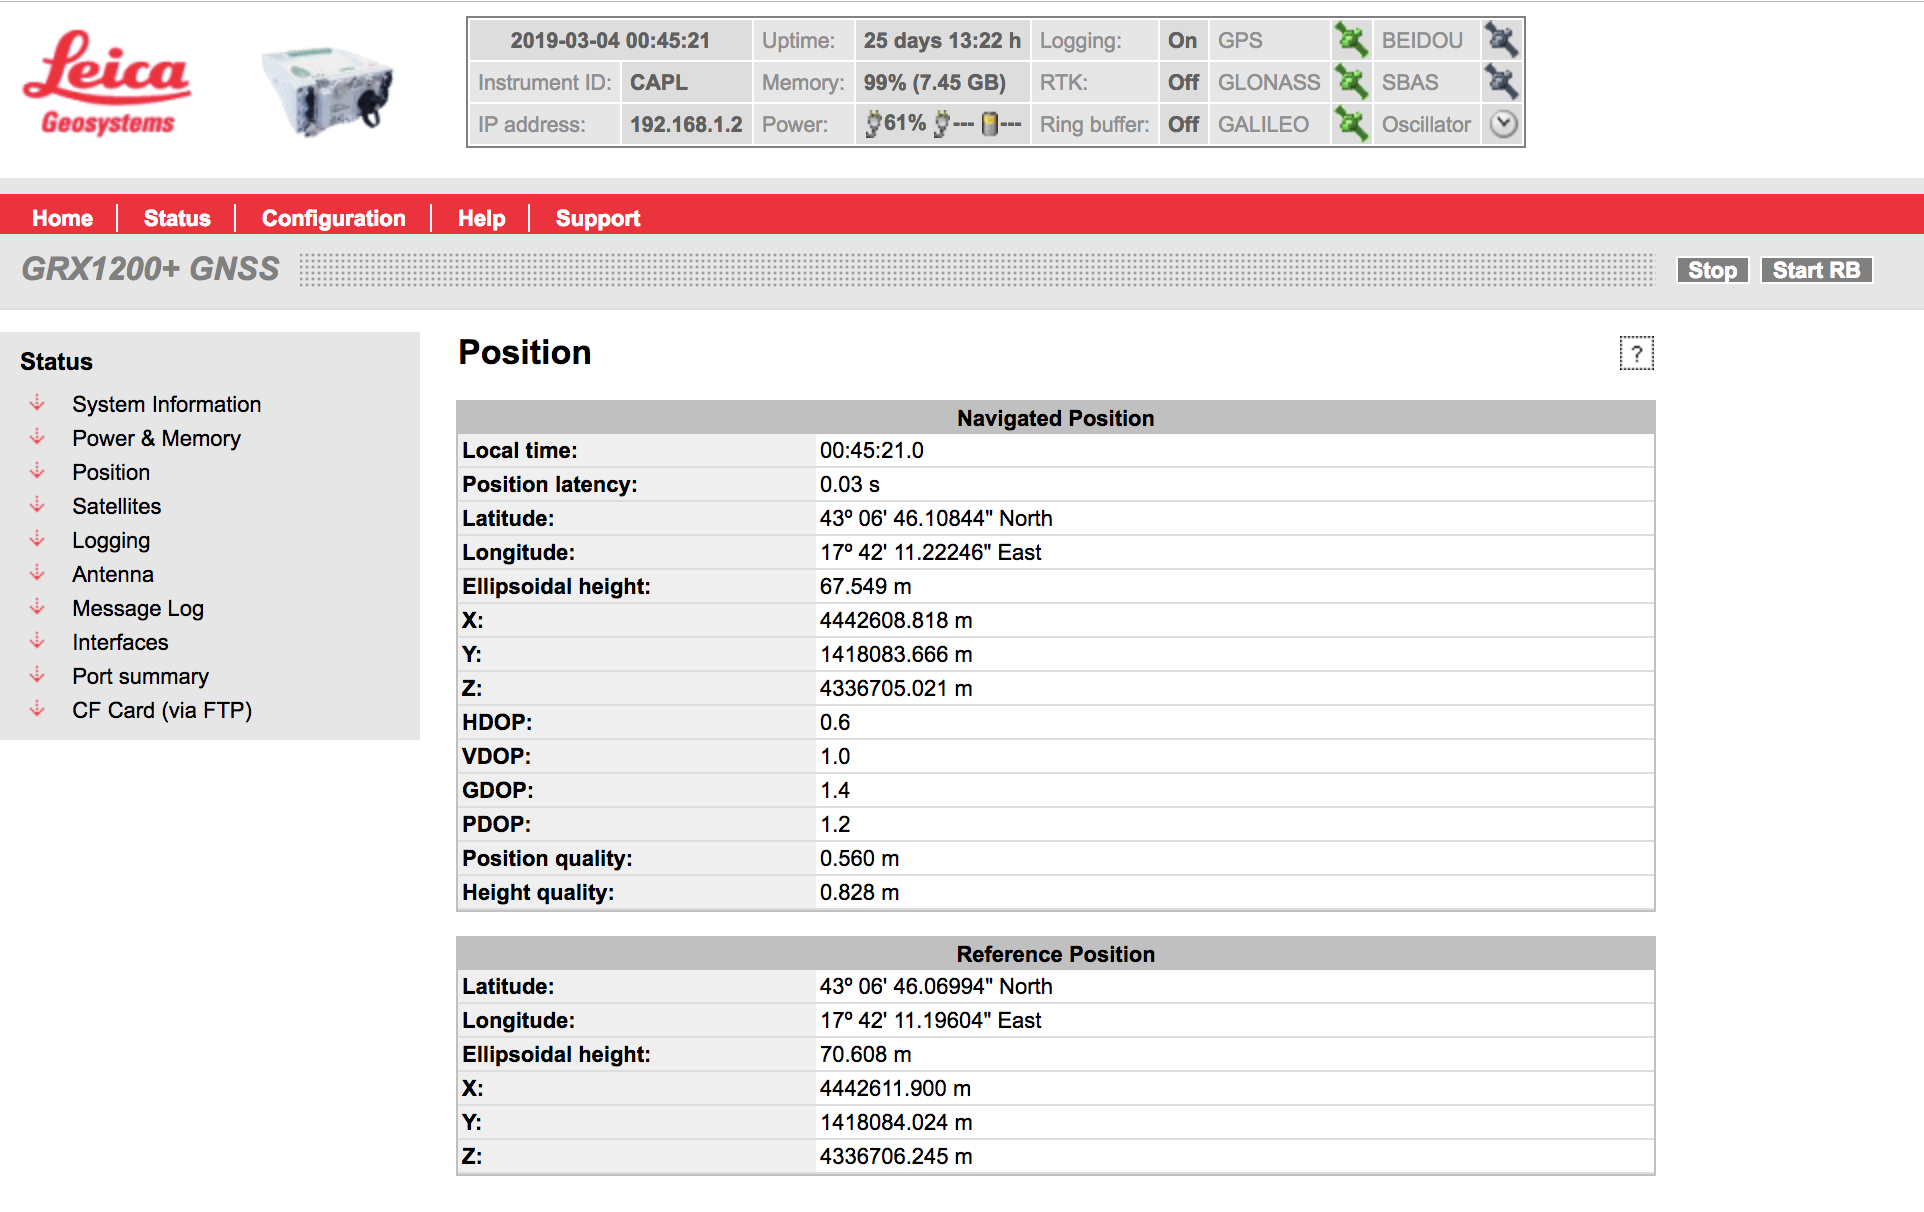 Leica
Geosystems
2019-03-04 00:45:21 Uptime: 25 days 13:22 h Logging: On GPS BEIDOU
Instrument ID: CAPL Memory: 99% (7.45 GB) RTK: Off GLONASS SBAS
IP address: 192.168.1.2 Power: 61% --- --- Ring buffer: Off GALILEO Oscillator
Home Status Configuration Help Support
GRX1200+ GNSS Stop Start RB
Status
System Information
Power & Memory
Position
Satellites
Logging
Antenna
Message Log
Interfaces
Port summary
CF Card (via FTP)
Position ?
Navigated Position
Local time: 00:45:21.0
Position latency: 0.03 s
Latitude: 43º 06' 46.10844" North
Longitude: 17º 42' 11.22246" East
Ellipsoidal height: 67.549 m
X: 4442608.818 m
Y: 1418083.666 m
Z: 4336705.021 m
HDOP: 0.6
VDOP: 1.0
GDOP: 1.4
PDOP: 1.2
Position quality: 0.560 m
Height quality: 0.828 m
Reference Position
Latitude: 43º 06' 46.06994" North
Longitude: 17º 42' 11.19604" East
Ellipsoidal height: 70.608 m
X: 4442611.900 m
Y: 1418084.024 m
Z: 4336706.245 m